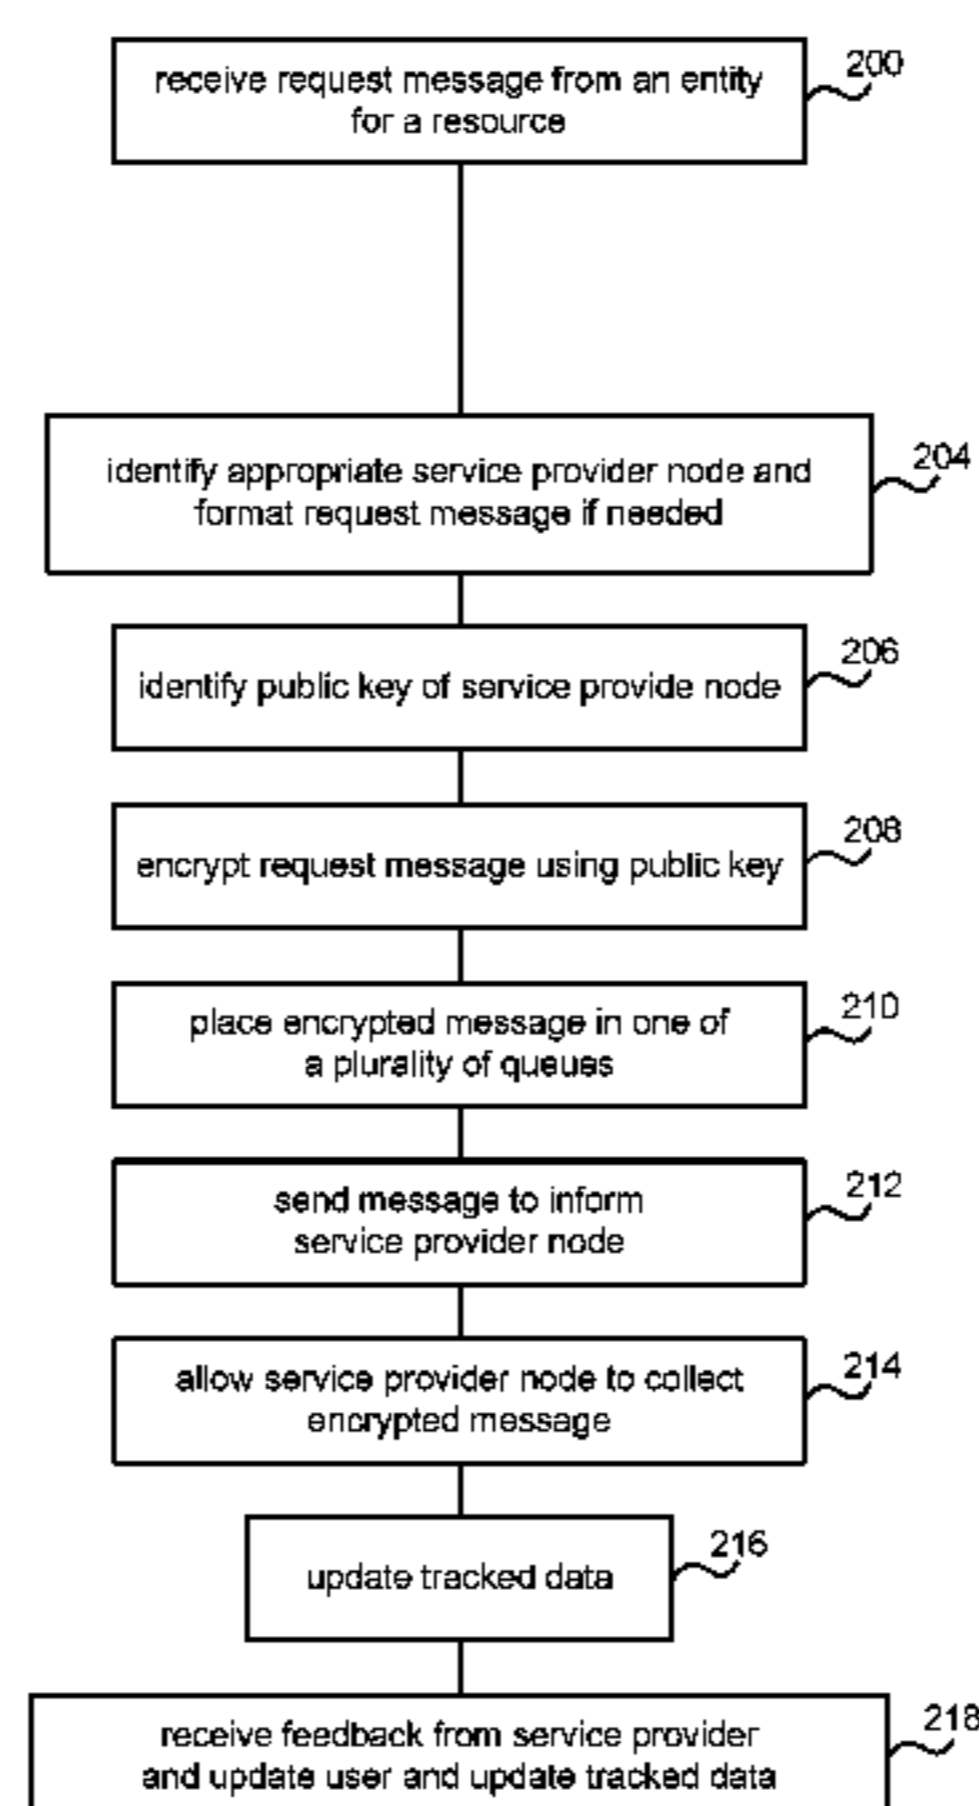 receive request message from an entity
for a resource
200
identify appropriate service provider node and
format request message if needed
204
identify public key of service provide node
206
encrypt request message using public key
208
place encrypted message in one of
a plurality of queues
210
send message to inform
service provider node
212
allow service provider node to collect
encrypted message
214
update tracked data
216
receive feedback from service provider
and update user and update tracked data
218